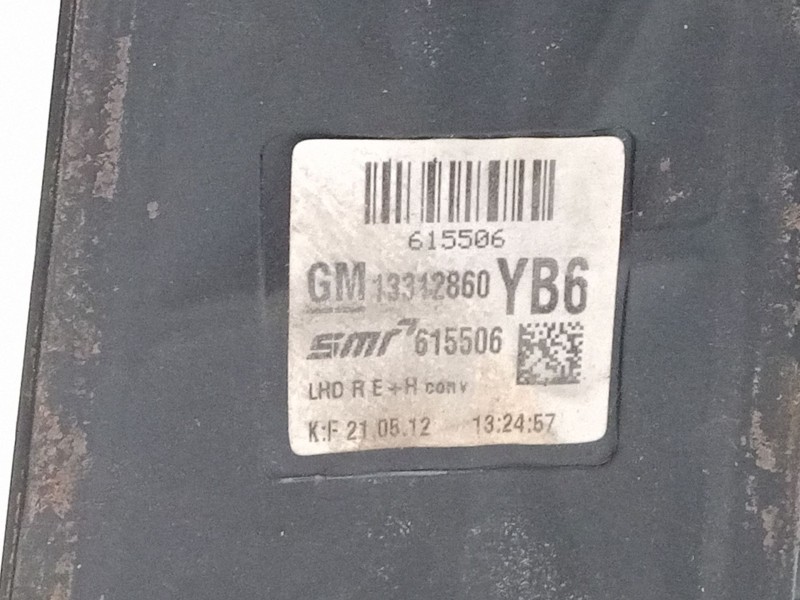 615506
GM 13312860 YB6
SMR 615506
LHD R E+H conv
K:F 21.05.12 13:24:57